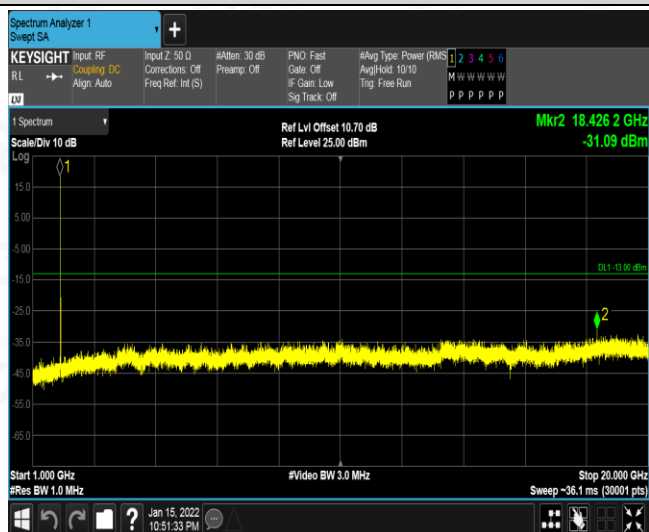 Spectrum Analyzer 1
Swept SA
KEYSIGHT
RL
LXI
Input: RF
Coupling: DC
Align: Auto
Input Z: 50 Ω
Corrections: Off
Freq Ref: Int (S)
#Atten: 30 dB
Preamp: Off
PNO: Fast
Gate: Off
IF Gain: Low
Sig Track: Off
#Avg Type: Power (RMS
Avg|Hold: 10/10
Trig: Free Run
1 2 3 4 5 6
M W W W W W
P P P P P P
1 Spectrum
Scale/Div 10 dB
Ref Lvl Offset 10.70 dB
Ref Level 25.00 dBm
Mkr2 18.426 2 GHz
-31.09 dBm
Log
1
15.0
5.00
-5.00
DL1 -13.00 dBm
-15.0
-25.0
2
-35.0
-45.0
-55.0
-65.0
Start 1.000 GHz
#Res BW 1.0 MHz
#Video BW 3.0 MHz
Stop 20.000 GHz
Sweep ~36.1 ms (30001 pts)
?
Jan 15, 2022
10:51:33 PM